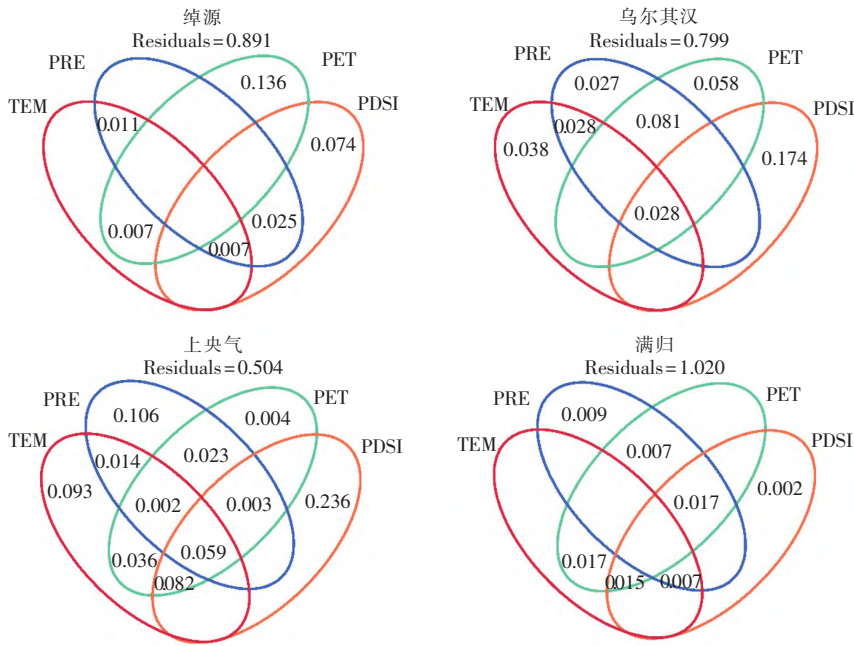 绰源
Residuals=0.891
PRE
PET
0.136
TEM
PDSI
0.011
0.074
0.025
0.007
0.007
乌尔其汉
Residuals=0.799
PRE
PET
0.027
0.058
TEM
PDSI
0.028
0.081
0.038
0.174
0.028
上央气
Residuals=0.504
PRE
PET
0.106
0.004
TEM
PDSI
0.014
0.023
0.093
0.002
0.003
0.236
0.036
0.059
0.082
满归
Residuals=1.020
PRE
PET
0.009
TEM
PDSI
0.007
0.017
0.002
0.017
0.015
0.007